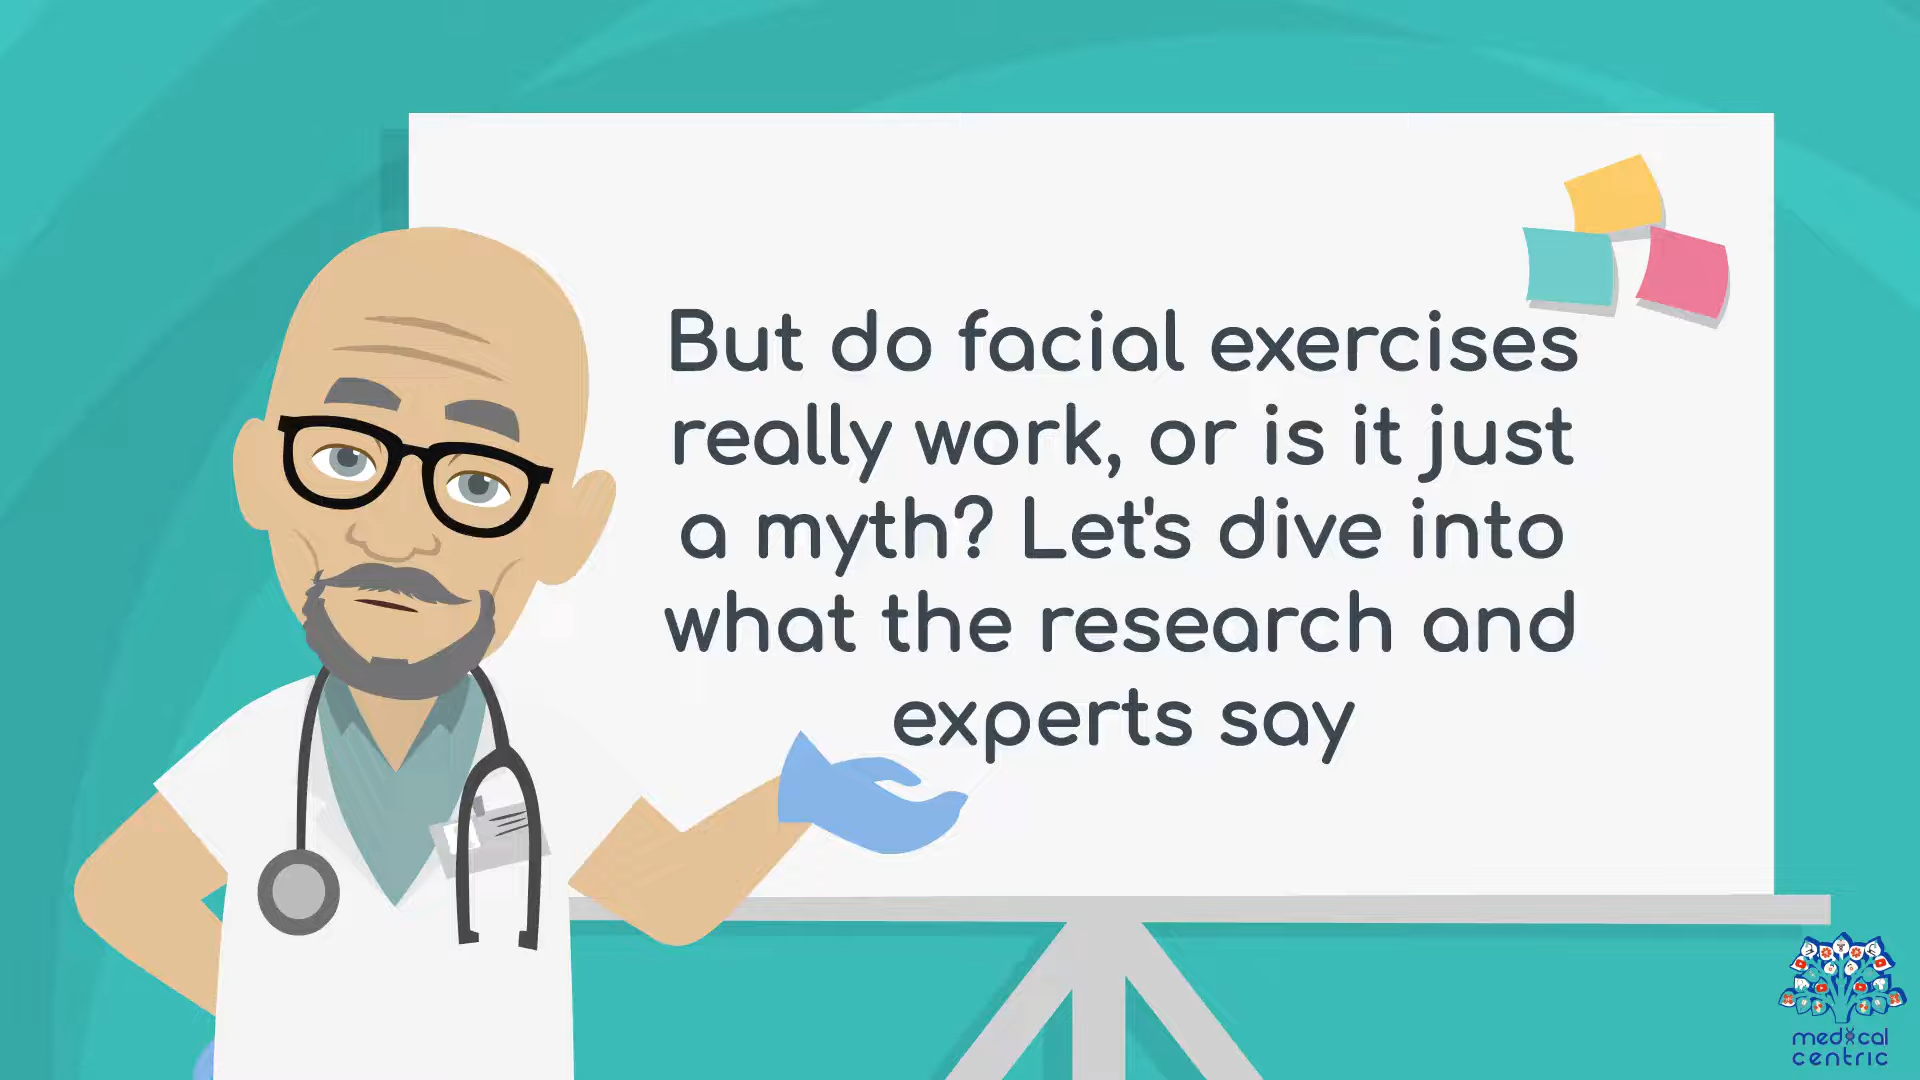 But do facial exercises
really work, or is it just
a myth? Let's dive into
what the research and
experts say
medical
centric